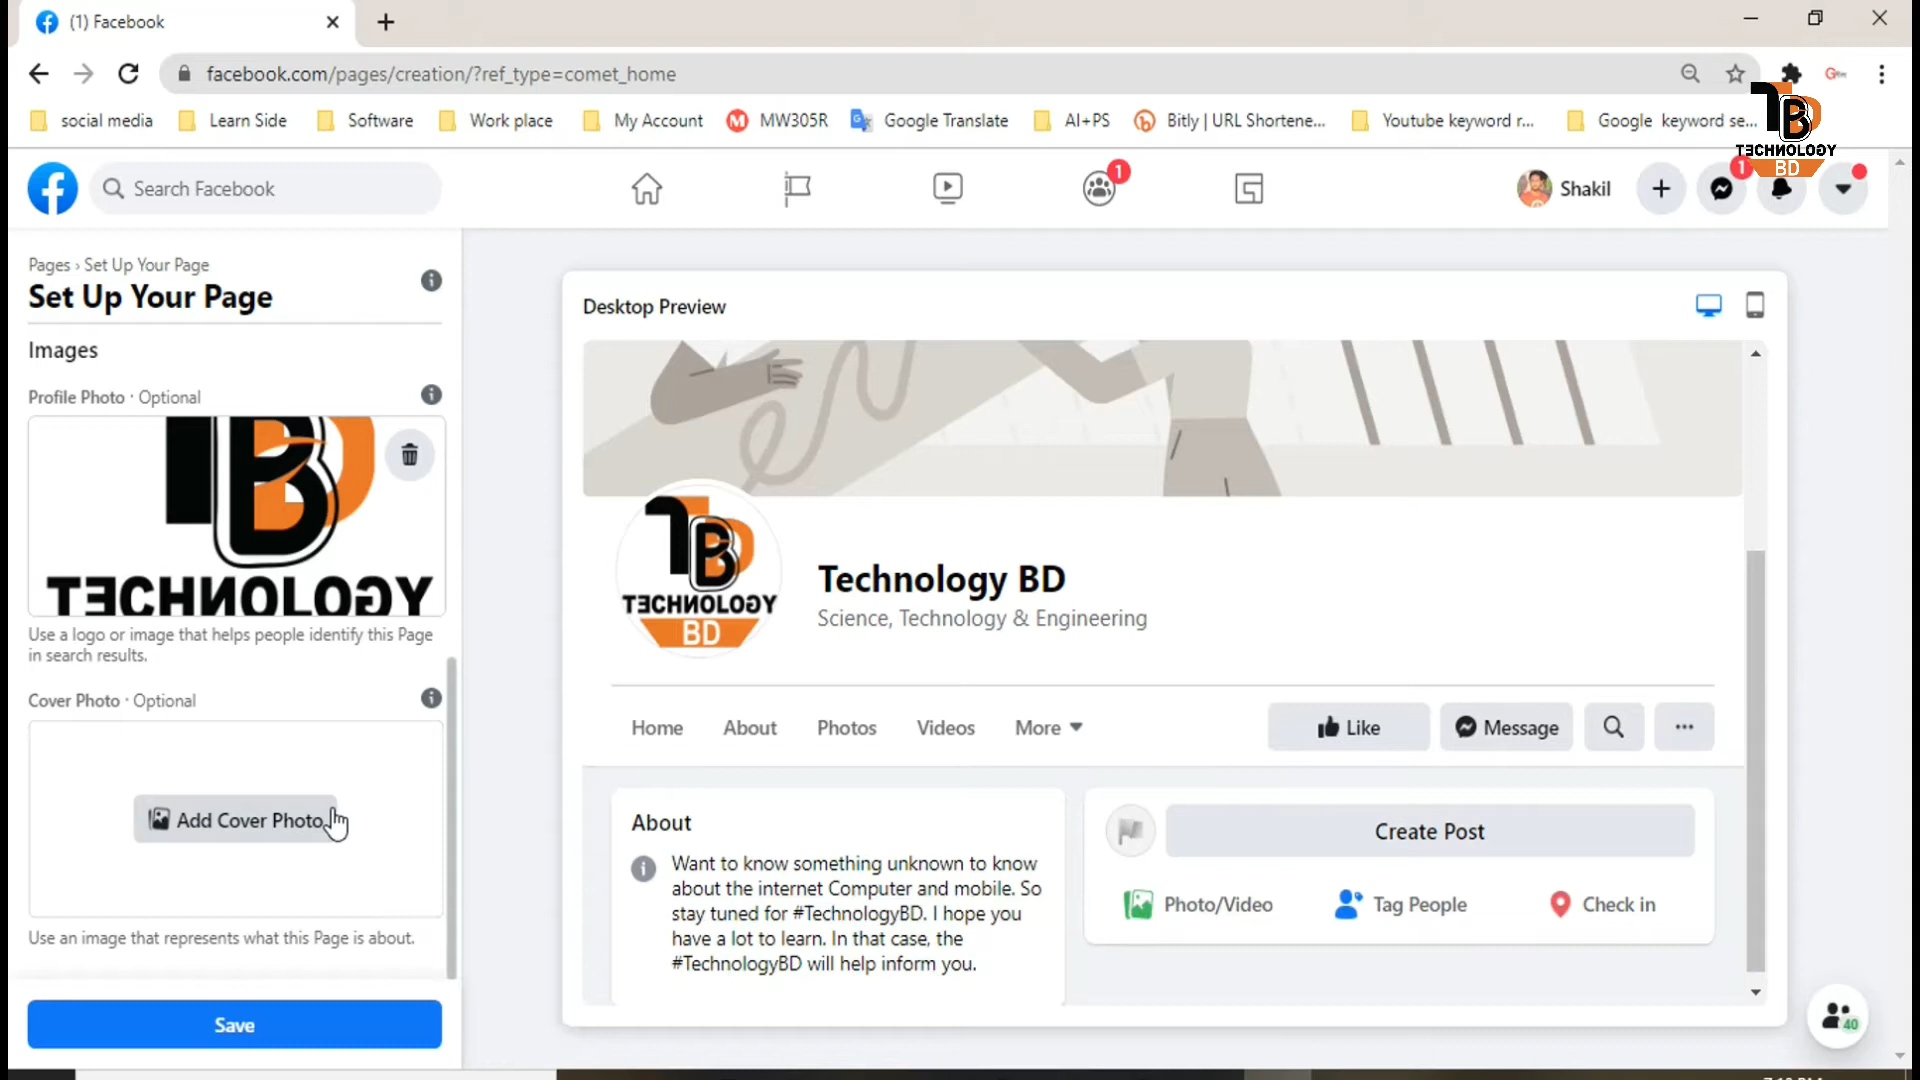 (1) Facebook
facebook.com/pages/creation/?ref_type=comet_home
social media
Learn Side
Software
Work place
My Account
MW305R
Google Translate
AI+PS
Bitly | URL Shortene...
Youtube keyword r...
Google keyword se...
TECHNOLOGY
BD
Search Facebook
1
Shakil
1
Pages › Set Up Your Page
Set Up Your Page
Images
Profile Photo · Optional
TECHNOLOGY
Use a logo or image that helps people identify this Page
in search results.
Cover Photo · Optional
Add Cover Photo
Use an image that represents what this Page is about.
Save
Desktop Preview
TECHNOLOGY
BD
Technology BD
Science, Technology & Engineering
Home
About
Photos
Videos
More
Like
Message
About
Want to know something unknown to know
about the internet Computer and mobile. So
stay tuned for #TechnologyBD. I hope you
have a lot to learn. In that case, the
#TechnologyBD will help inform you.
Create Post
Photo/Video
Tag People
Check in
40